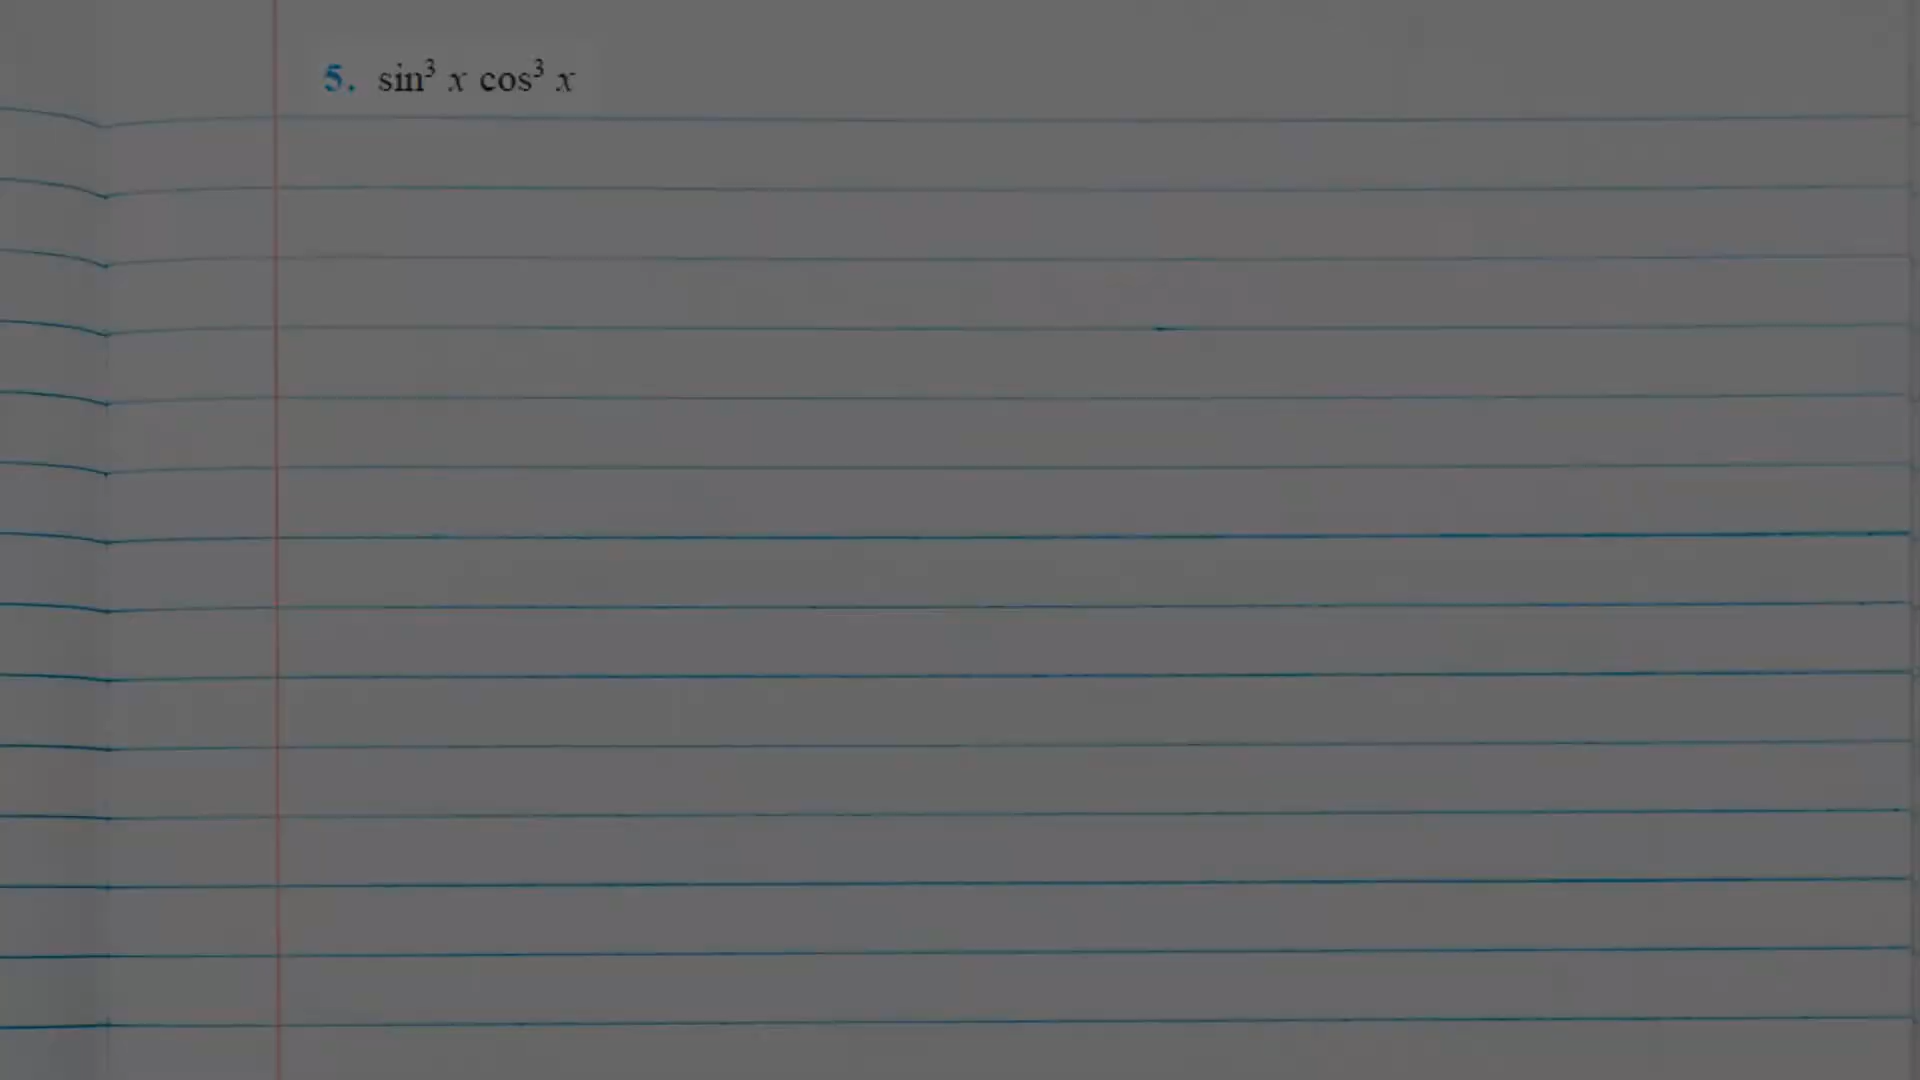 5. sin³ x cos³ x